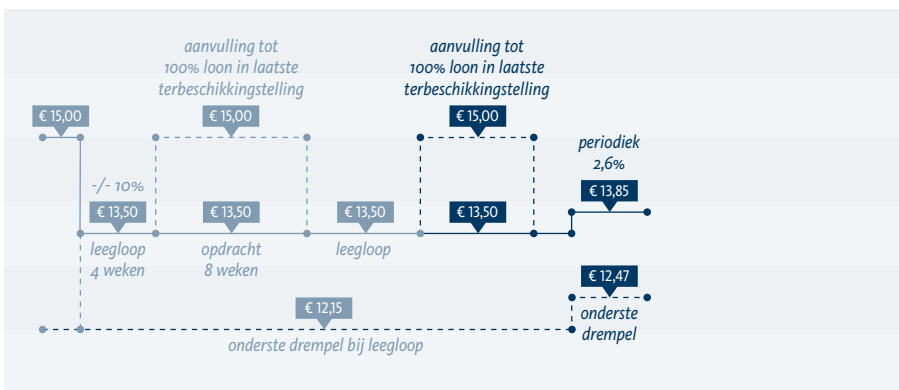 aanvulling tot
100% loon in laatste
terbeschikkingstelling
aanvulling tot
100% loon in laatste
terbeschikkingstelling
€ 15,00
€ 15,00
€ 15,00
periodiek
2,6%
-/- 10%
€ 13,85
€ 13,50
€ 13,50
€ 13,50
€ 13,50
leegloop
4 weken
opdracht
8 weken
leegloop
€ 12,47
€ 12,15
onderste
drempel
onderste drempel bij leegloop